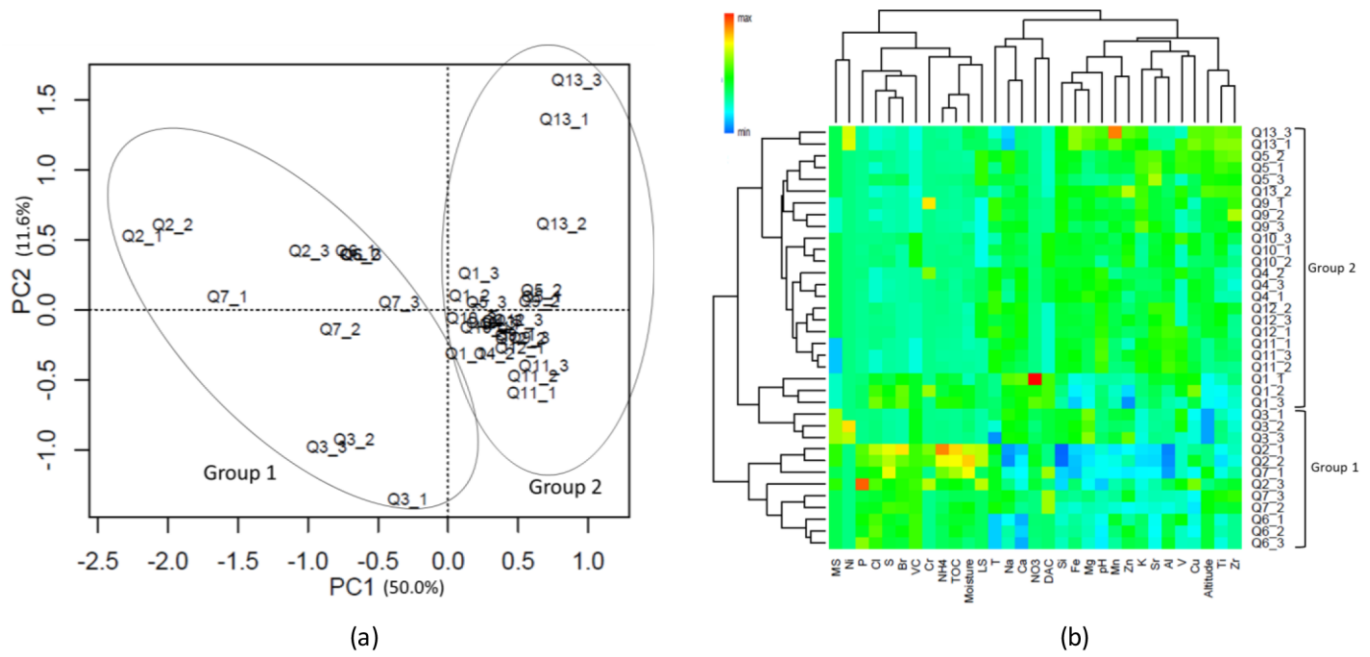 max
min
PC2 (11.6%)
1.5
1.0
0.5
0.0
-0.5
-1.0
Q13_3
Q13_1
Q13_2
Q2_2
Q2_1
Q2_3
Q7_1
Q7_3
Q7_2
Q1_3
Q1_2
Q5_3
Q5_2
Q11_3
Q11_2
Q11_1
Q3_2
Q3_3
Q3_1
Group 1
Group 2
-2.5 -2.0 -1.5 -1.0 -0.5 0.0 0.5 1.0
PC1 (50.0%)
(a)
Q13_3
Q13_1
Q5_2
Q5_1
Q5_3
Q13_2
Q9_1
Q9_2
Q9_3
Q10_3
Q10_1
Q10_2
Q4_2
Q4_3
Q4_1
Q12_2
Q12_3
Q12_1
Q11_1
Q11_3
Q11_2
Q1_1
Q1_2
Q1_3
Q3_1
Q3_2
Q3_3
Q2_1
Q2_2
Q7_1
Q2_3
Q7_3
Q7_2
Q6_1
Q6_2
Q6_3
Group 2
Group 1
MS Ni P Cl S Br VC Cr NH4 TOC Moisture LS T Na Ca NO3 DAC Si Fe Mg pH Mn Zn K Sr Al V Cu Altitude Ti Zr
(b)